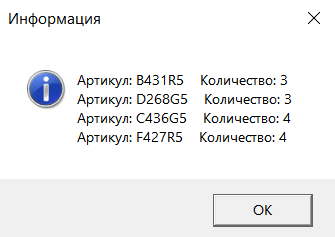 Информация
Артикул: B431R5 Количество: 3
Артикул: D268G5 Количество: 3
Артикул: C436G5 Количество: 4
Артикул: F427R5 Количество: 4
OK